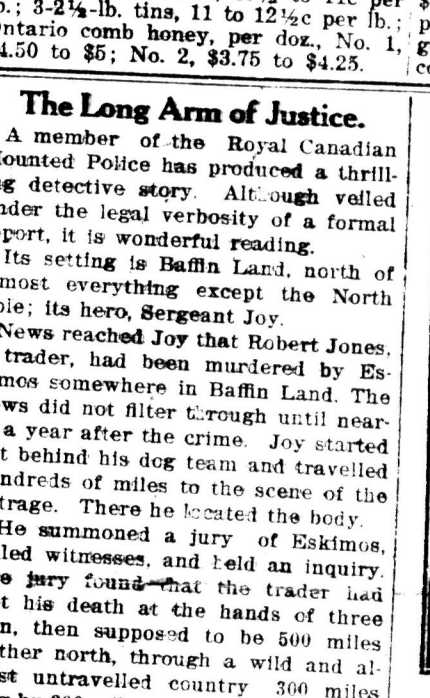 3-2½-lb. tins, 11 to 12½c per lb.;
ntario comb honey, per doz., No. 1,
4.50 to $5; No. 2, $3.75 to $4.25.
The Long Arm of Justice.
A member of the Royal Canadian
ounted Police has produced a thrill-
g detective story. Although veiled
nder the legal verbosity of a formal
port, it is wonderful reading.
Its setting is Baffin Land, north of
most everything except the North
ole; its hero, Sergeant Joy.
News reached Joy that Robert Jones,
trader, had been murdered by Es-
mos somewhere in Baffin Land. The
ws did not filter through until near-
a year after the crime. Joy started
t behind his dog team and travelled
ndreds of miles to the scene of the
trage. There he located the body.
He summoned a jury of Eskimos,
led witnesses, and held an inquiry.
e jury found that the trader had
t his death at the hands of three
n, then supposed to be 500 miles
ther north, through a wild and al-
st untravelled country 300 miles